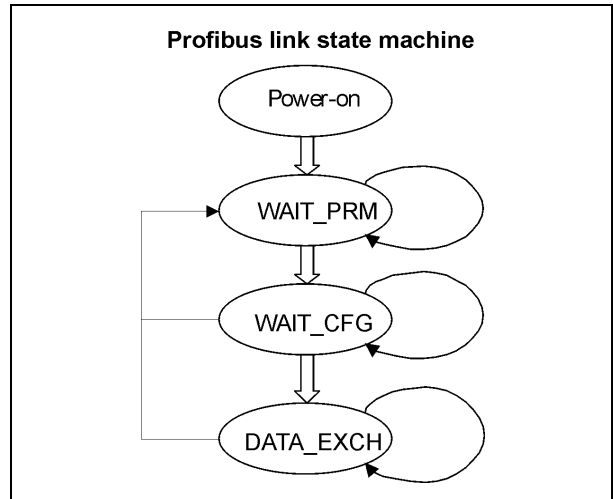 Profibus link state machine
Power-on
WAIT_PRM
WAIT_CFG
DATA_EXCH